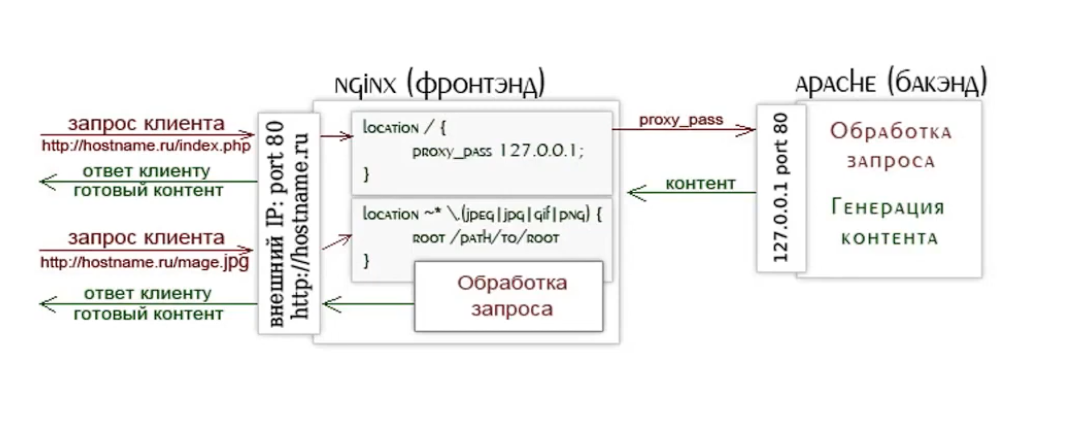 nginx (фронтэнд)
apache (бакэнд)
запрос клиента
http://hostname.ru/index.php
ответ клиенту
готовый контент
запрос клиента
http://hostname.ru/mage.jpg
ответ клиенту
готовый контент
внешний IP: port 80
http://hostname.ru
location / {
proxy_pass 127.0.0.1;
}
location ~* \.(jpeg|jpg|gif|png) {
root /path/to/root
}
Обработка
запроса
proxy_pass
контент
127.0.0.1 port 80
Обработка
запроса
Генерация
контента